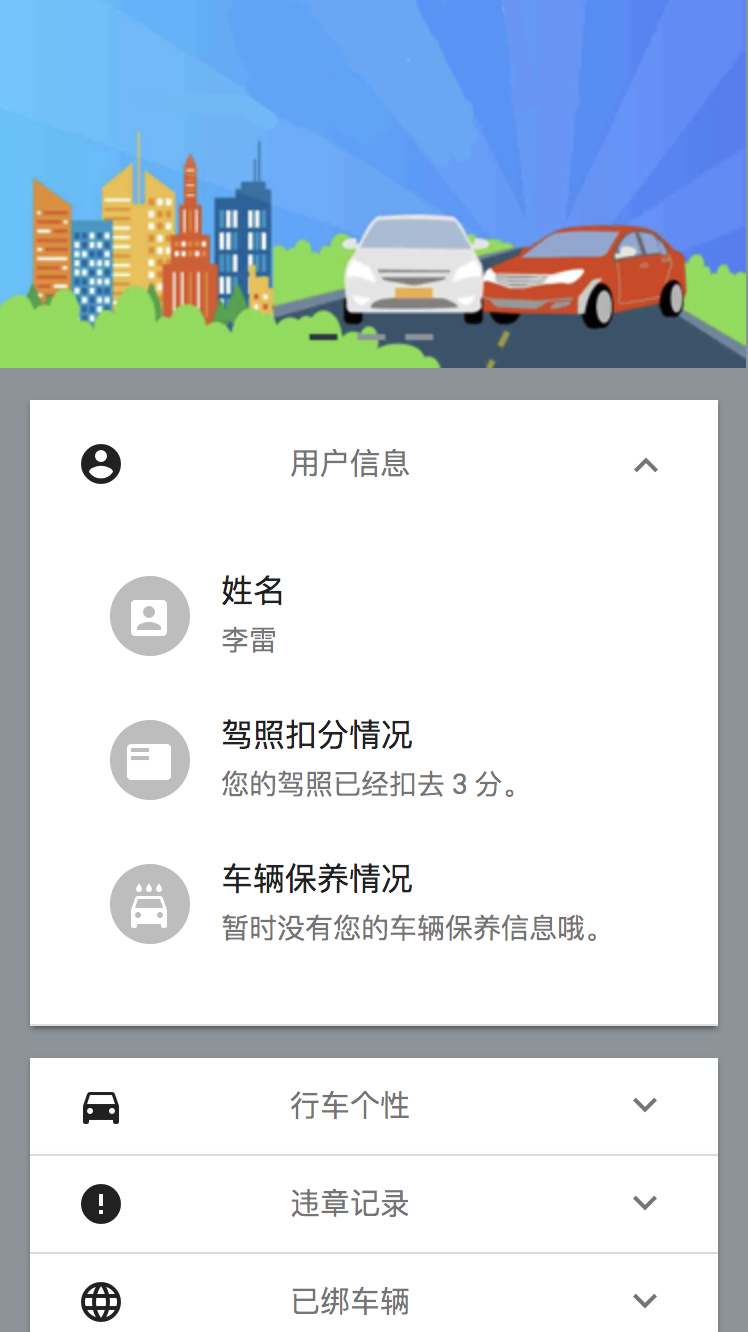 用户信息
姓名
李雷
驾照扣分情况
您的驾照已经扣去 3 分。
车辆保养情况
暂时没有您的车辆保养信息哦。
行车个性
违章记录
已绑车辆